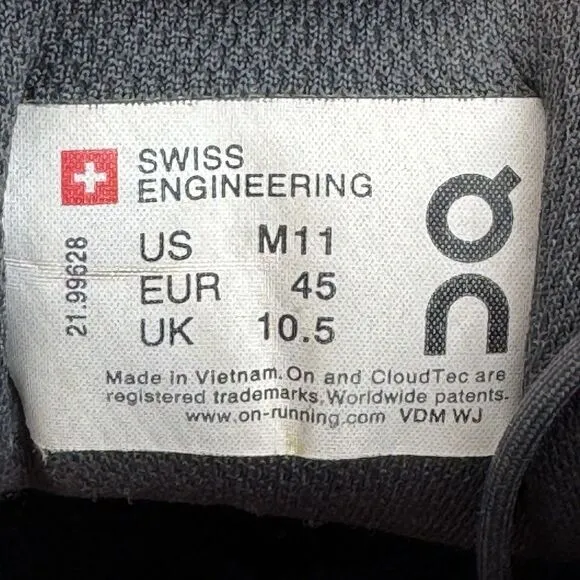 SWISS
ENGINEERING
US M11
EUR 45
UK 10.5
21.99628
on
Made in Vietnam. On and CloudTec are
registered trademarks. Worldwide patents.
www.on-running.com VDM WJ